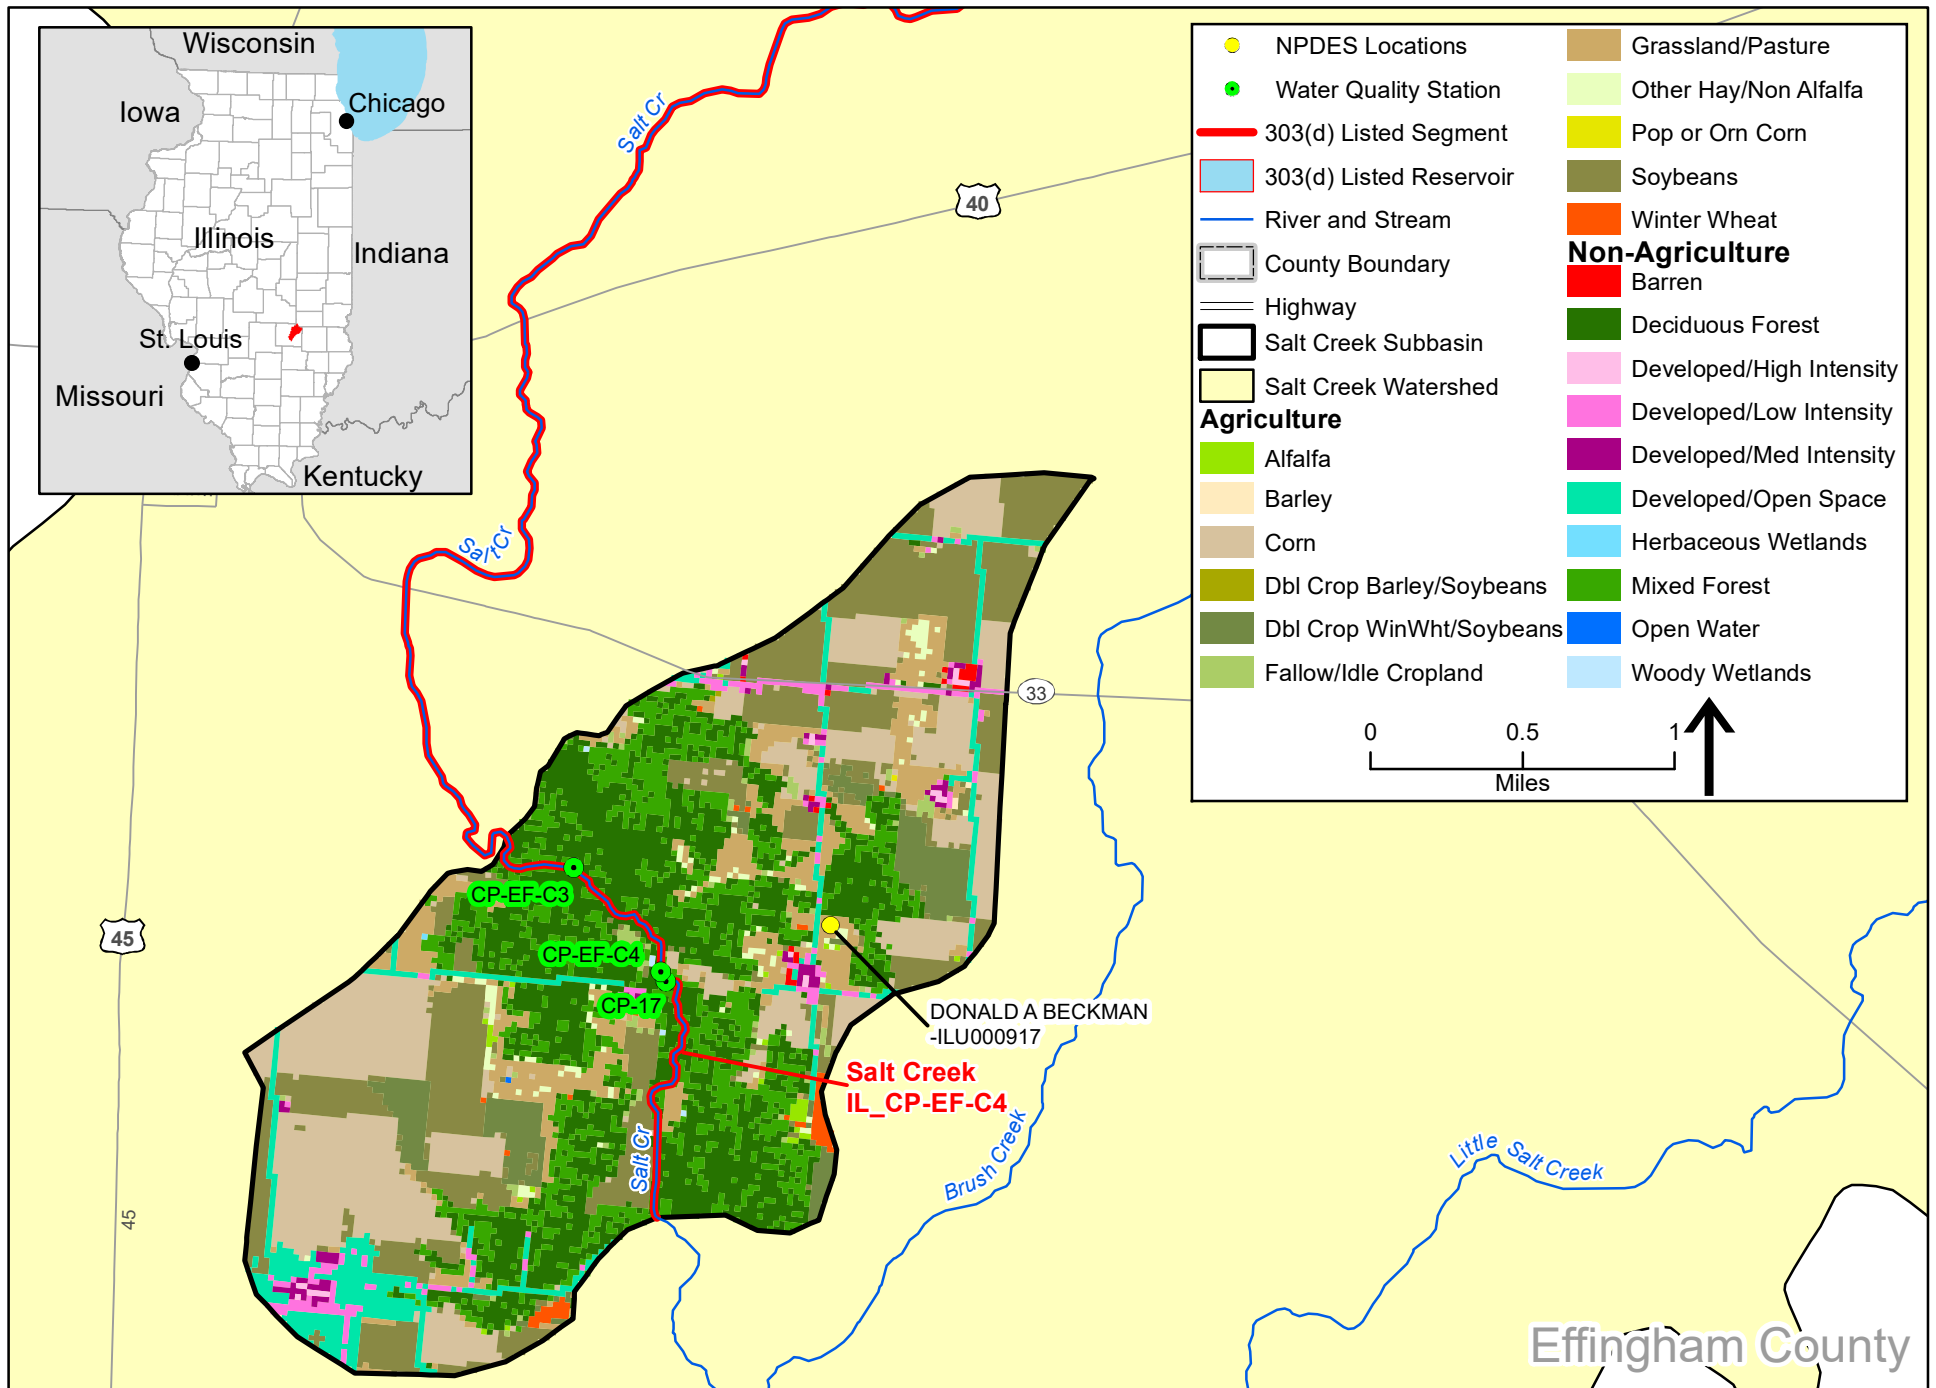 Wisconsin
Iowa
Chicago
Illinois
Indiana
St. Louis
Missouri
Kentucky
Salt Cr
40
Salt Cr
33
45
45
CP-EF-C3
CP-EF-C4
CP-17
DONALD A BECKMAN
-ILU000917
Salt Creek
IL_CP-EF-C4
Salt Cr
Brush Creek
Little Salt Creek
Effingham County
NPDES Locations
Water Quality Station
303(d) Listed Segment
303(d) Listed Reservoir
River and Stream
County Boundary
Highway
Salt Creek Subbasin
Salt Creek Watershed
Agriculture
Alfalfa
Barley
Corn
Dbl Crop Barley/Soybeans
Dbl Crop WinWht/Soybeans
Fallow/Idle Cropland
Grassland/Pasture
Other Hay/Non Alfalfa
Pop or Orn Corn
Soybeans
Winter Wheat
Non-Agriculture
Barren
Deciduous Forest
Developed/High Intensity
Developed/Low Intensity
Developed/Med Intensity
Developed/Open Space
Herbaceous Wetlands
Mixed Forest
Open Water
Woody Wetlands
0 0.5 1
Miles